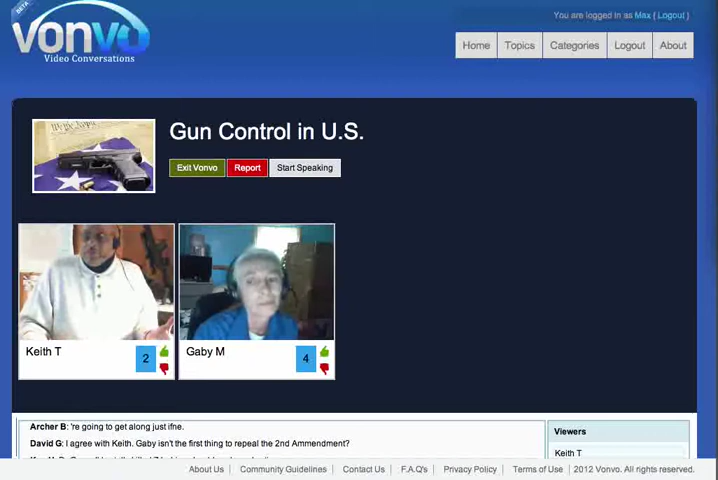 BETA
You are logged in as Max ( Logout )
vonvo
Video Conversations
Home Topics Categories Logout About
We the People
Gun Control in U.S.
Exit Vonvo Report Start Speaking
Keith T 2
Gaby M 4
Archer B: 're going to get along just ifne.
David G: I agree with Keith. Gaby isn't the first thing to repeal the 2nd Ammendment?
Viewers
Keith T
About Us | Community Guidelines | Contact Us | F.A.Q's | Privacy Policy | Terms of Use | 2012 Vonvo. All rights reserved.